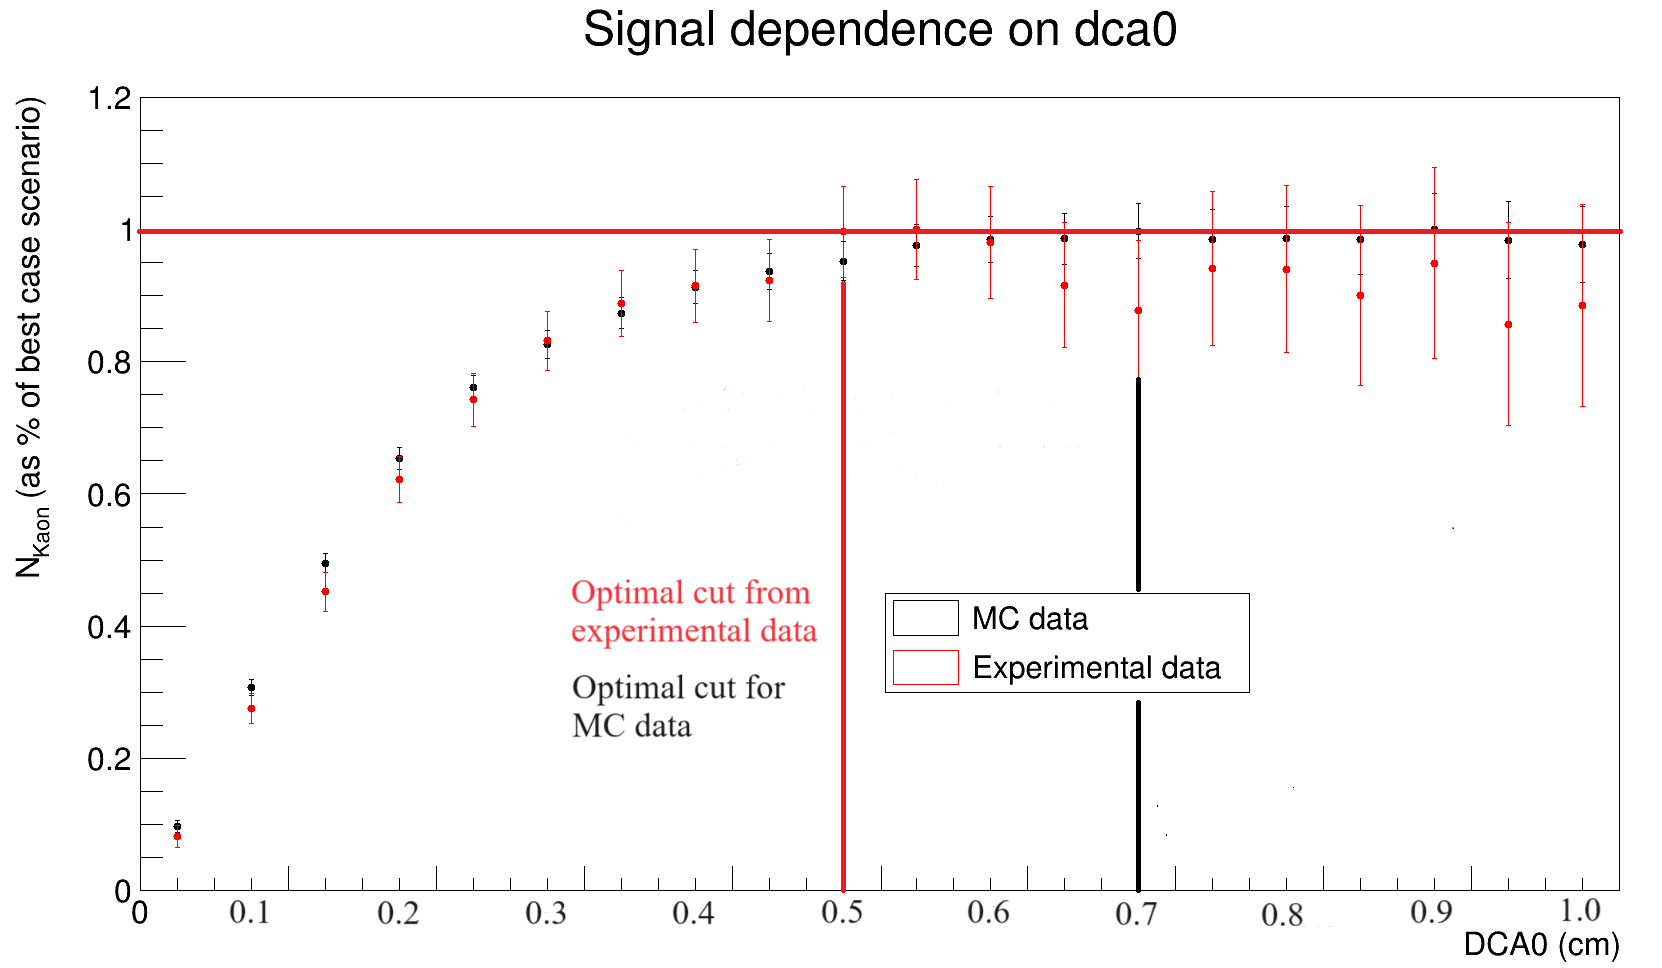 Signal dependence on dca0
N_Kaon (as % of best case scenario)
1.2
1
0.8
0.6
0.4
0.2
0
Optimal cut from
experimental data
Optimal cut for
MC data
MC data
Experimental data
0 0.1 0.2 0.3 0.4 0.5 0.6 0.7 0.8 0.9 1.0
DCA0 (cm)